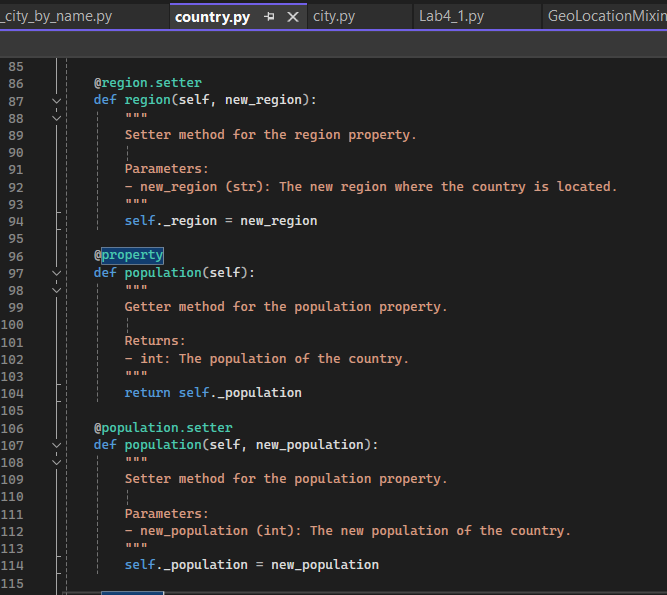 _city_by_name.py country.py city.py Lab4_1.py GeoLocationMixin
85
86 @region.setter
87 def region(self, new_region):
88 """
89 Setter method for the region property.
90
91 Parameters:
92 - new_region (str): The new region where the country is located.
93 """
94 self._region = new_region
95
96 @property
97 def population(self):
98 """
99 Getter method for the population property.
100
101 Returns:
102 - int: The population of the country.
103 """
104 return self._population
105
106 @population.setter
107 def population(self, new_population):
108 """
109 Setter method for the population property.
110
111 Parameters:
112 - new_population (int): The new population of the country.
113 """
114 self._population = new_population
115